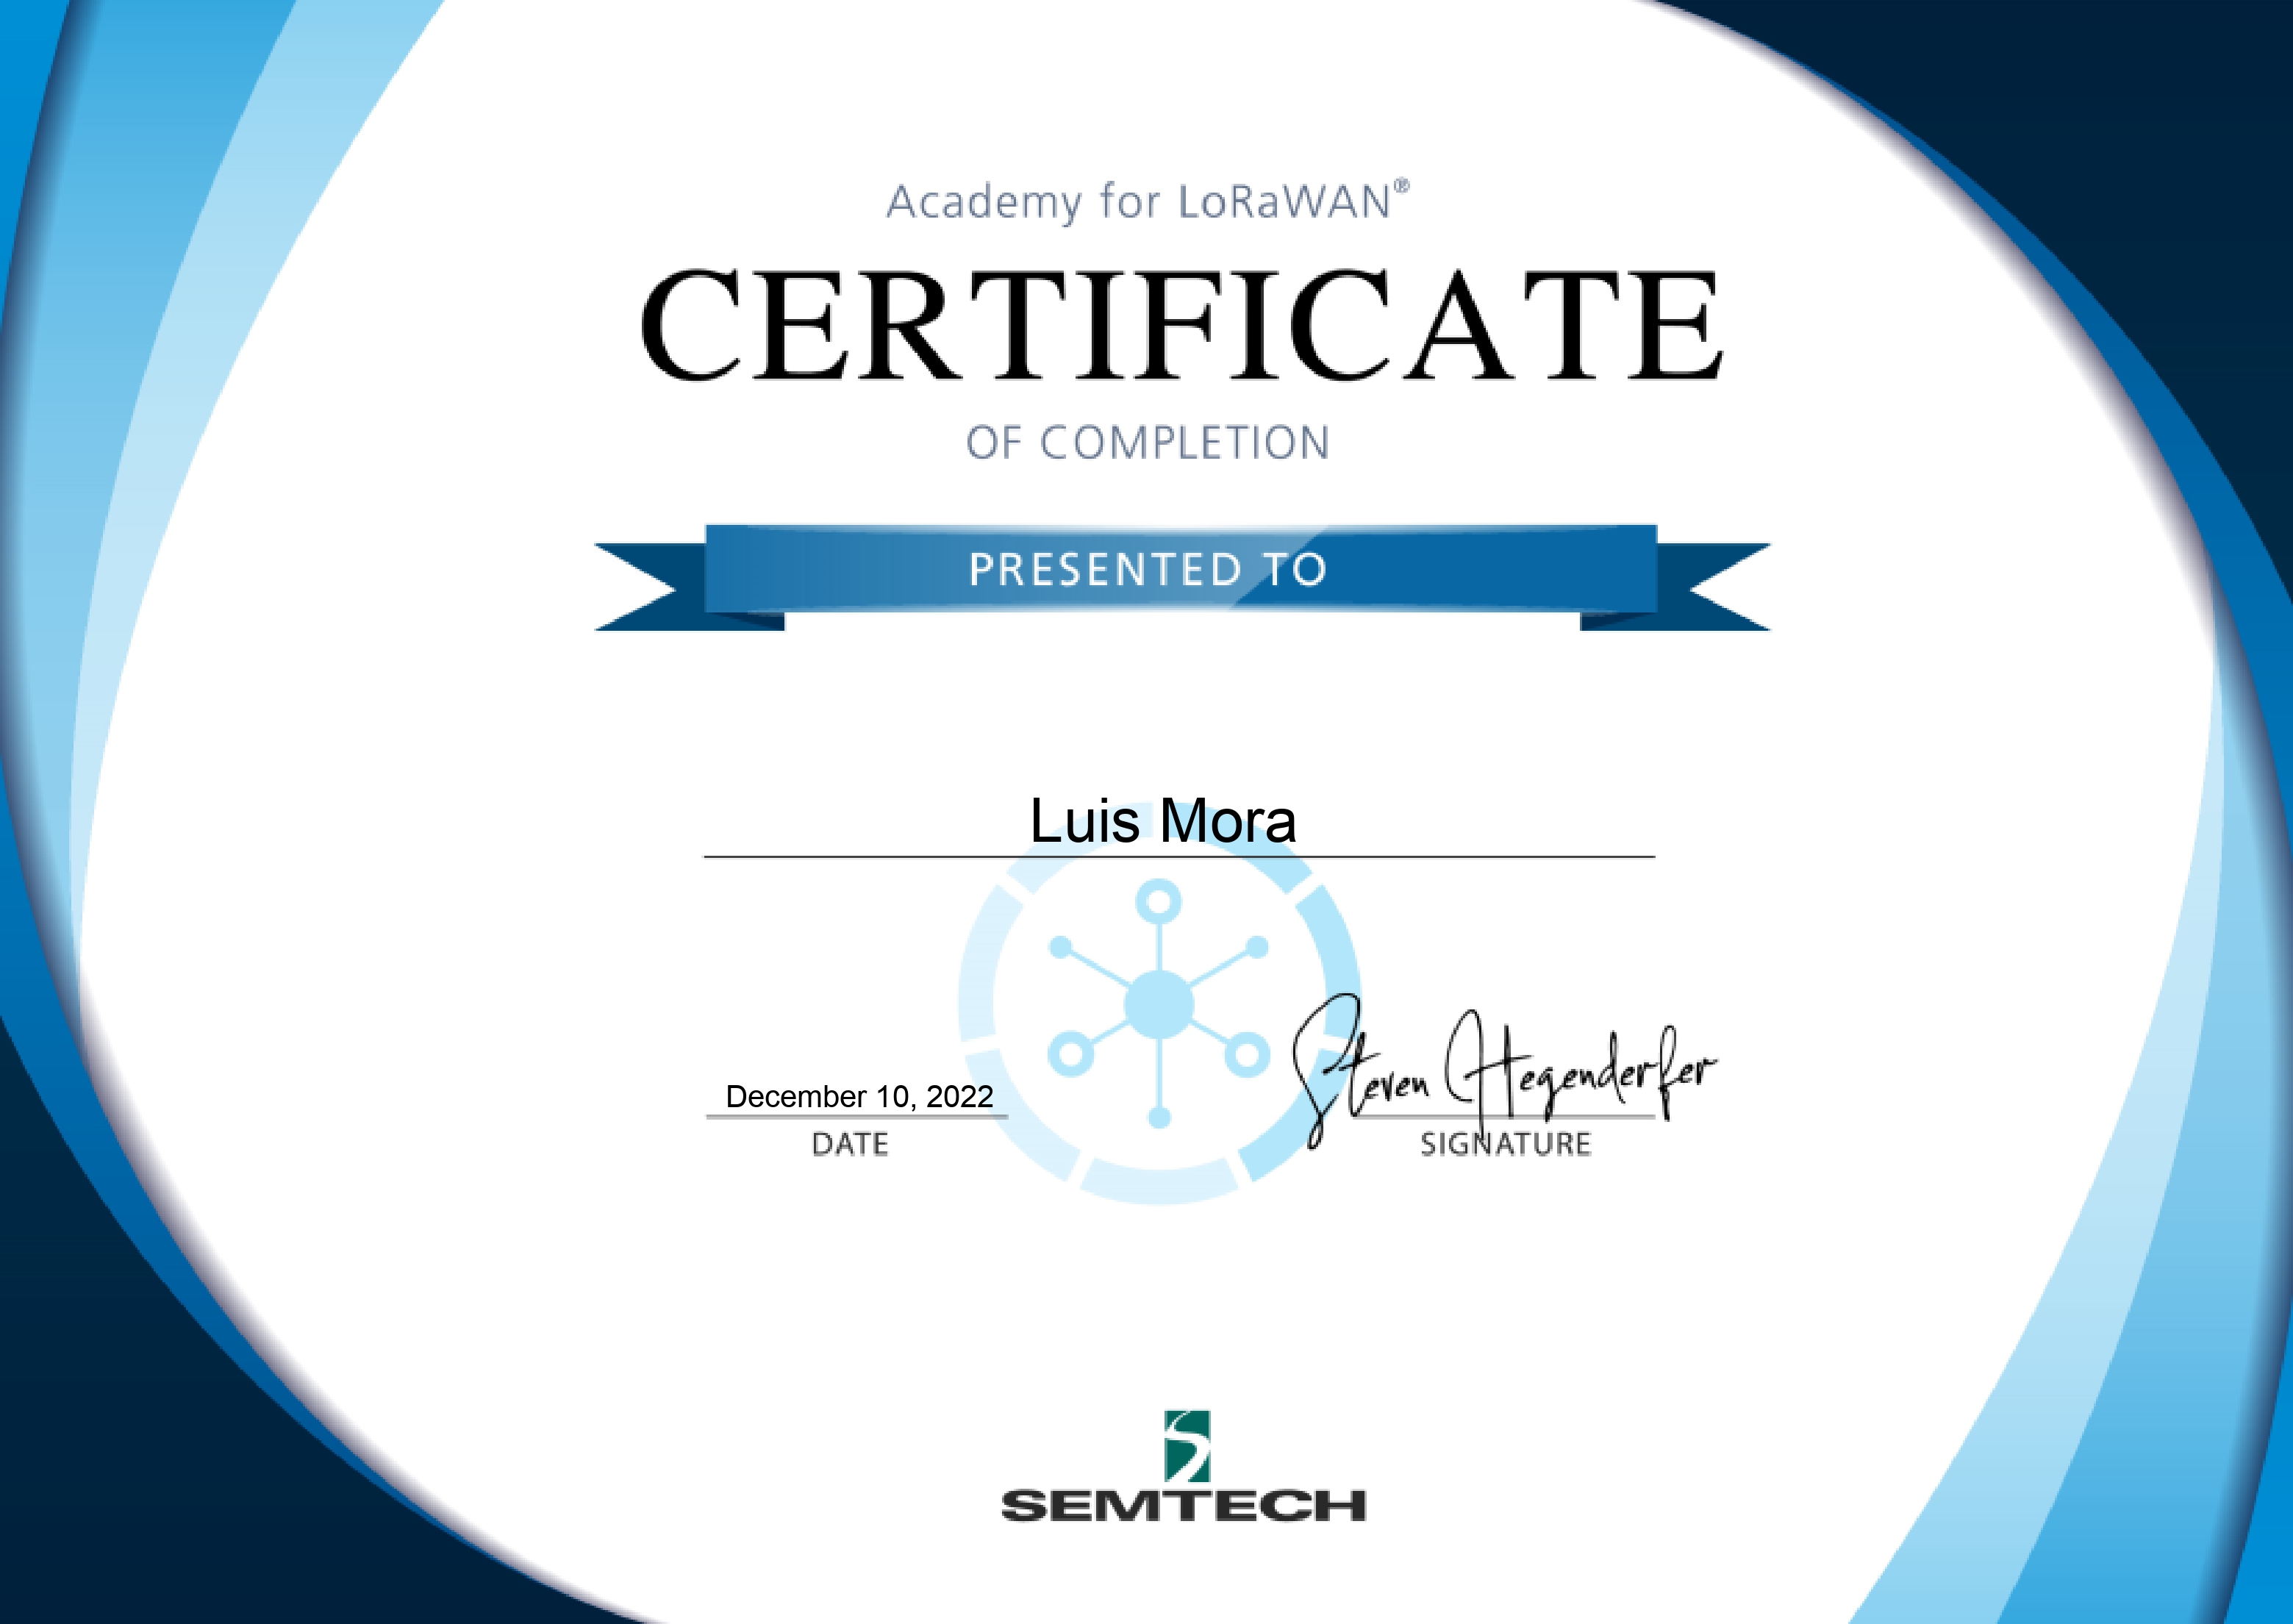 Academy for LoRaWAN®
CERTIFICATE
OF COMPLETION
PRESENTED TO
Luis Mora
December 10, 2022
DATE
Steven Hegenderfer
SIGNATURE
SEMTECH